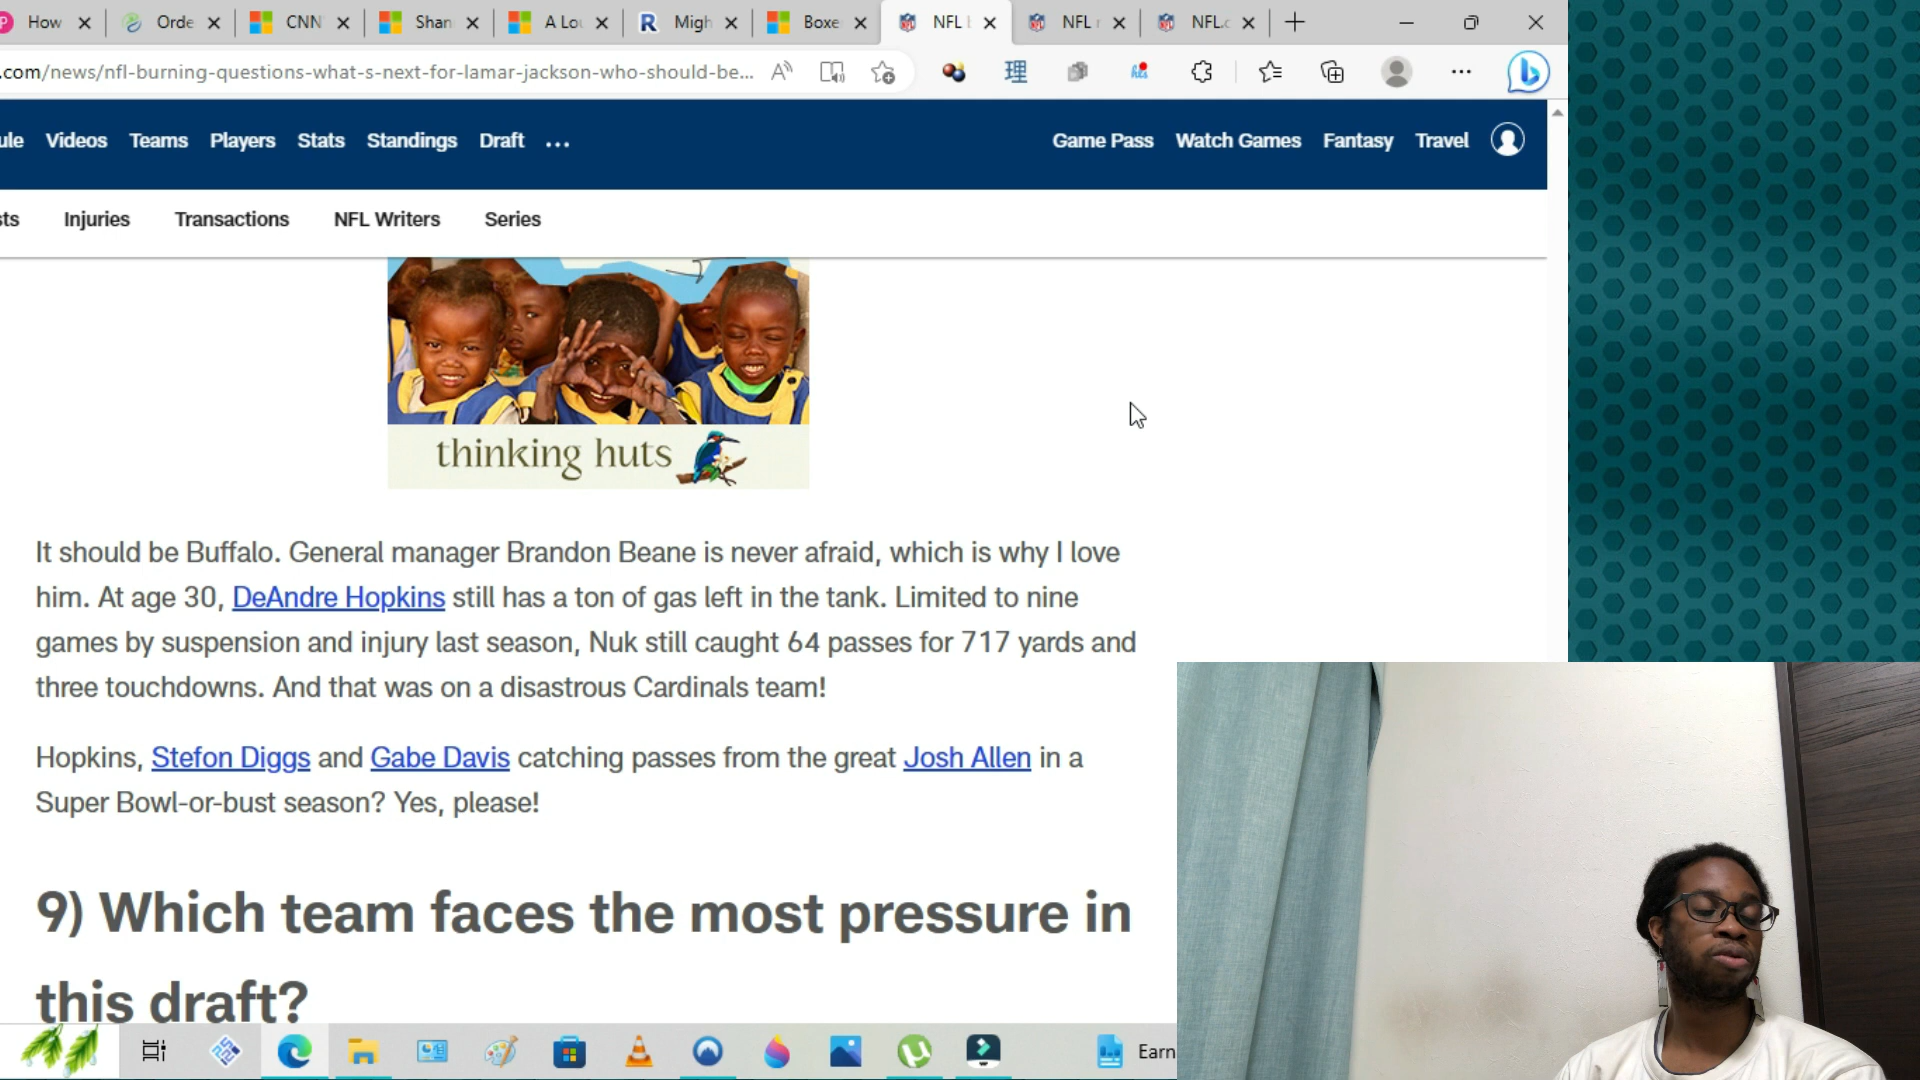 How
Orde
CNN
Shan
A Lo
Migh
Boxe
NFL
NFL
NFL.
.com/news/nfl-burning-questions-what-s-next-for-lamar-jackson-who-should-be...
ule Videos Teams Players Stats Standings Draft ... Game Pass Watch Games Fantasy Travel
sts Injuries Transactions NFL Writers Series
thinking huts
It should be Buffalo. General manager Brandon Beane is never afraid, which is why I love
him. At age 30, DeAndre Hopkins still has a ton of gas left in the tank. Limited to nine
games by suspension and injury last season, Nuk still caught 64 passes for 717 yards and
three touchdowns. And that was on a disastrous Cardinals team!
Hopkins, Stefon Diggs and Gabe Davis catching passes from the great Josh Allen in a
Super Bowl-or-bust season? Yes, please!
9) Which team faces the most pressure in
this draft?
Earn